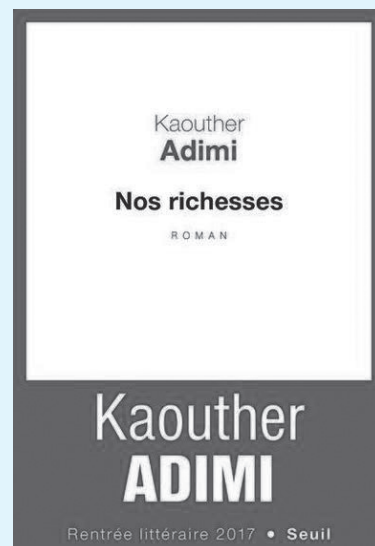 Kaouther
Adimi
Nos richesses
ROMAN
Kaouther
ADIMI
Rentrée littéraire 2017 • Seuil